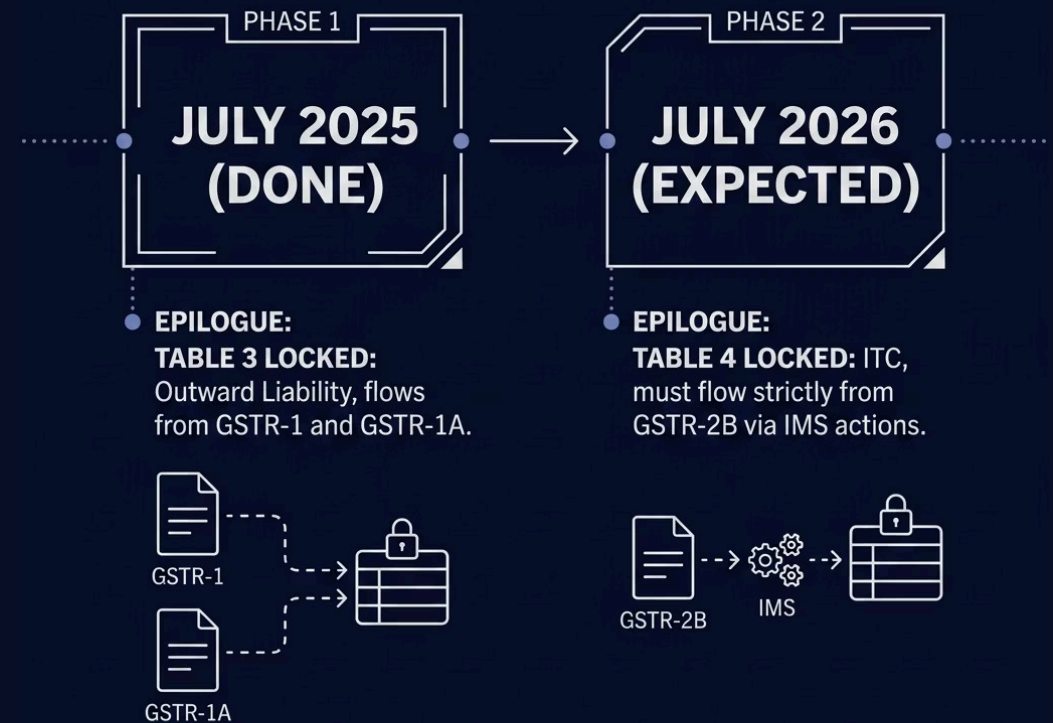 PHASE 1
JULY 2025
(DONE)
EPILOGUE:
TABLE 3 LOCKED:
Outward Liability, flows
from GSTR-1 and GSTR-1A.
GSTR-1
GSTR-1A
PHASE 2
JULY 2026
(EXPECTED)
EPILOGUE:
TABLE 4 LOCKED: ITC,
must flow strictly from
GSTR-2B via IMS actions.
GSTR-2B
IMS